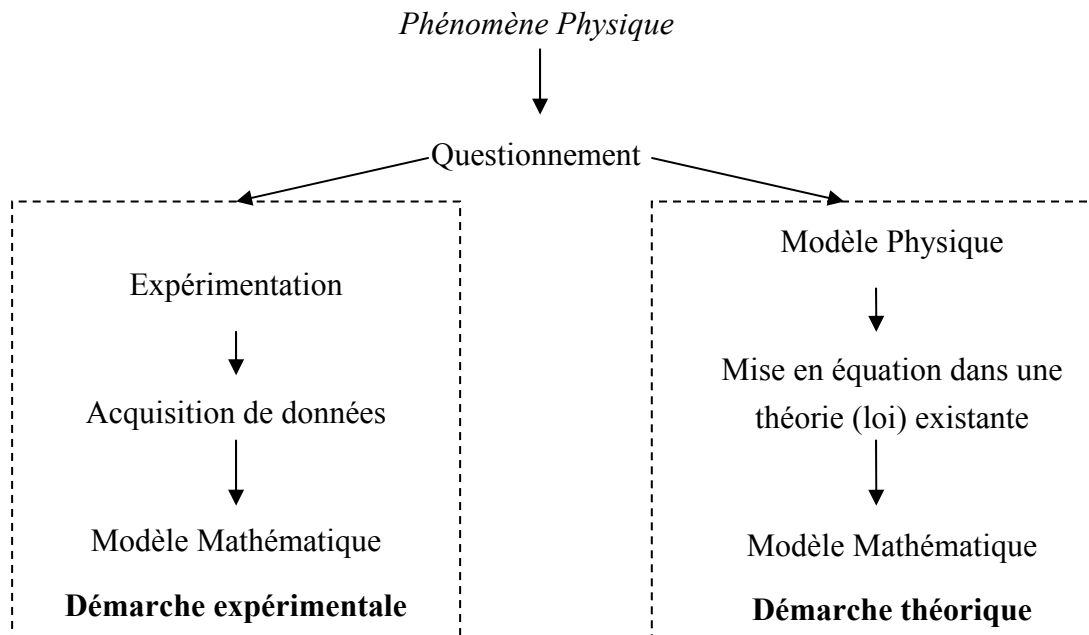 Phénomène Physique
Questionnement
Expérimentation
Acquisition de données
Modèle Mathématique
Démarche expérimentale
Modèle Physique
Mise en équation dans une
théorie (loi) existante
Modèle Mathématique
Démarche théorique